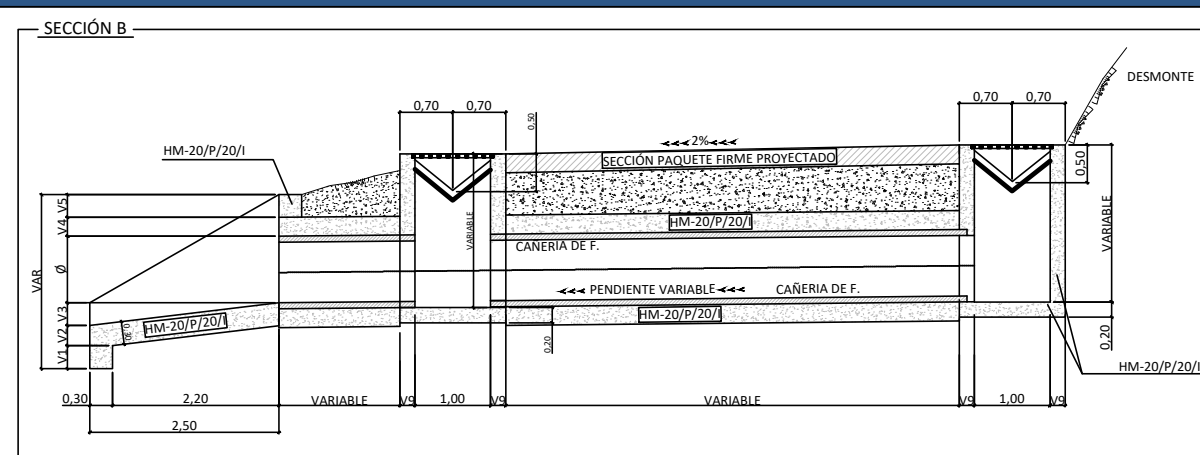 SECCIÓN B
DESMONTE
0,70 0,70
0,50
0,70 0,70
2%
HM-20/P/20/I
SECCIÓN PAQUETE FIRME PROYECTADO
0,50
VAR
V5
V4
Ø
V3
V2
V1
HM-20/P/20/I
VARIABLE
VARIABLE
CAÑERIA DE F.
PENDIENTE VARIABLE
CAÑERIA DE F.
0,30
HM-20/P/20/I
HM-20/P/20/I
0,20
0,20
HM-20/P/20/I
0,30 2,20 VARIABLE V9 1,00 V9 VARIABLE V9 1,00 V9
2,50